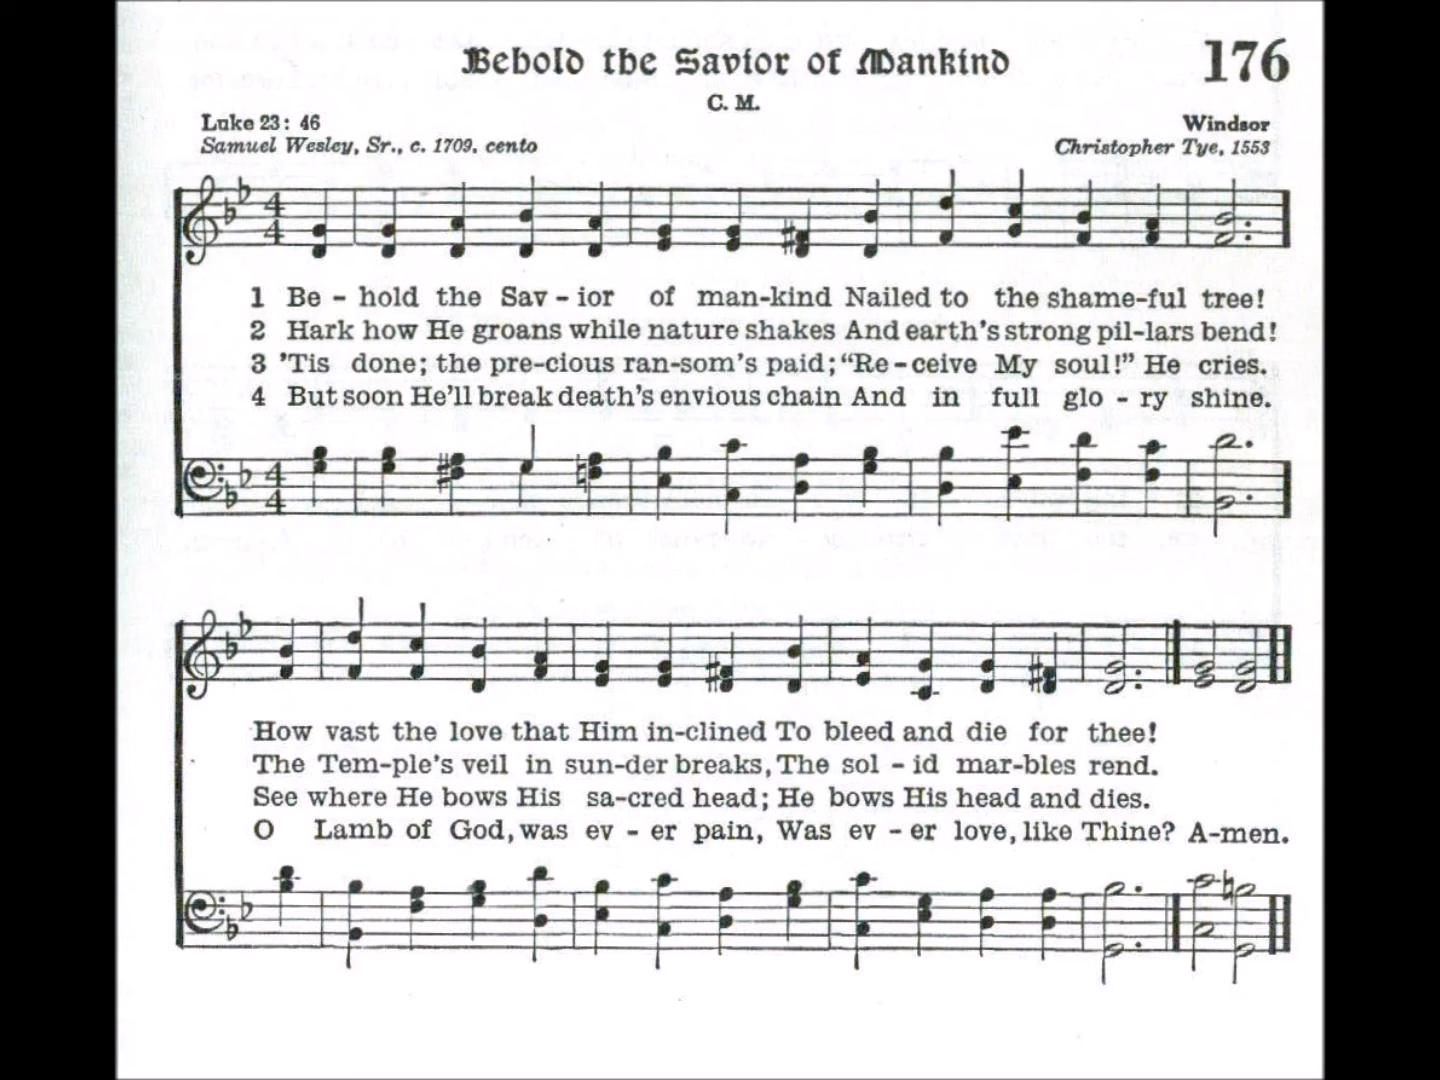 Behold the Savior of Mankind
176
C. M.
Luke 23: 46
Windsor
Samuel Wesley, Sr., c. 1709, cento
Christopher Tye, 1553
4
4
1 Be - hold the Sav - ior of man-kind Nailed to the shame-ful tree!
2 Hark how He groans while nature shakes And earth's strong pil-lars bend!
3 'Tis done; the pre-cious ran-som's paid; "Re - ceive My soul!" He cries.
4 But soon He'll break death's envious chain And in full glo - ry shine.
4
4
How vast the love that Him in-clined To bleed and die for thee!
The Tem-ple's veil in sun-der breaks, The sol - id mar-bles rend.
See where He bows His sa-cred head; He bows His head and dies.
O Lamb of God, was ev - er pain, Was ev - er love, like Thine? A-men.